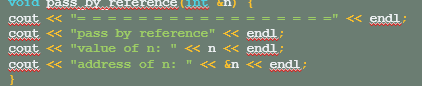 void pass_by_reference(int &n) {
cout << "= = = = = = = = = = = = = = = = = =" << endl;
cout << "pass by reference" << endl;
cout << "value of n: " << n << endl;
cout << "address of n: " << &n << endl;
}